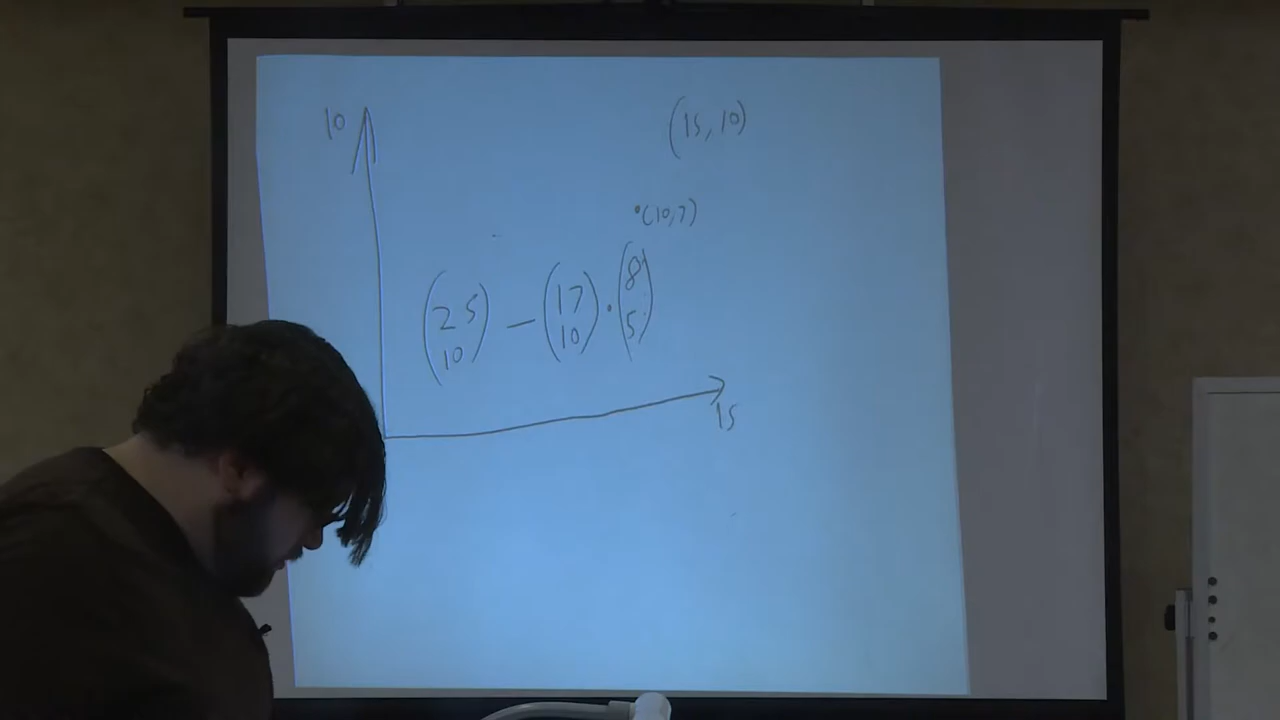 10
(15, 10)
(10,7)
(25 10) — (17 10) · (8 5)
15